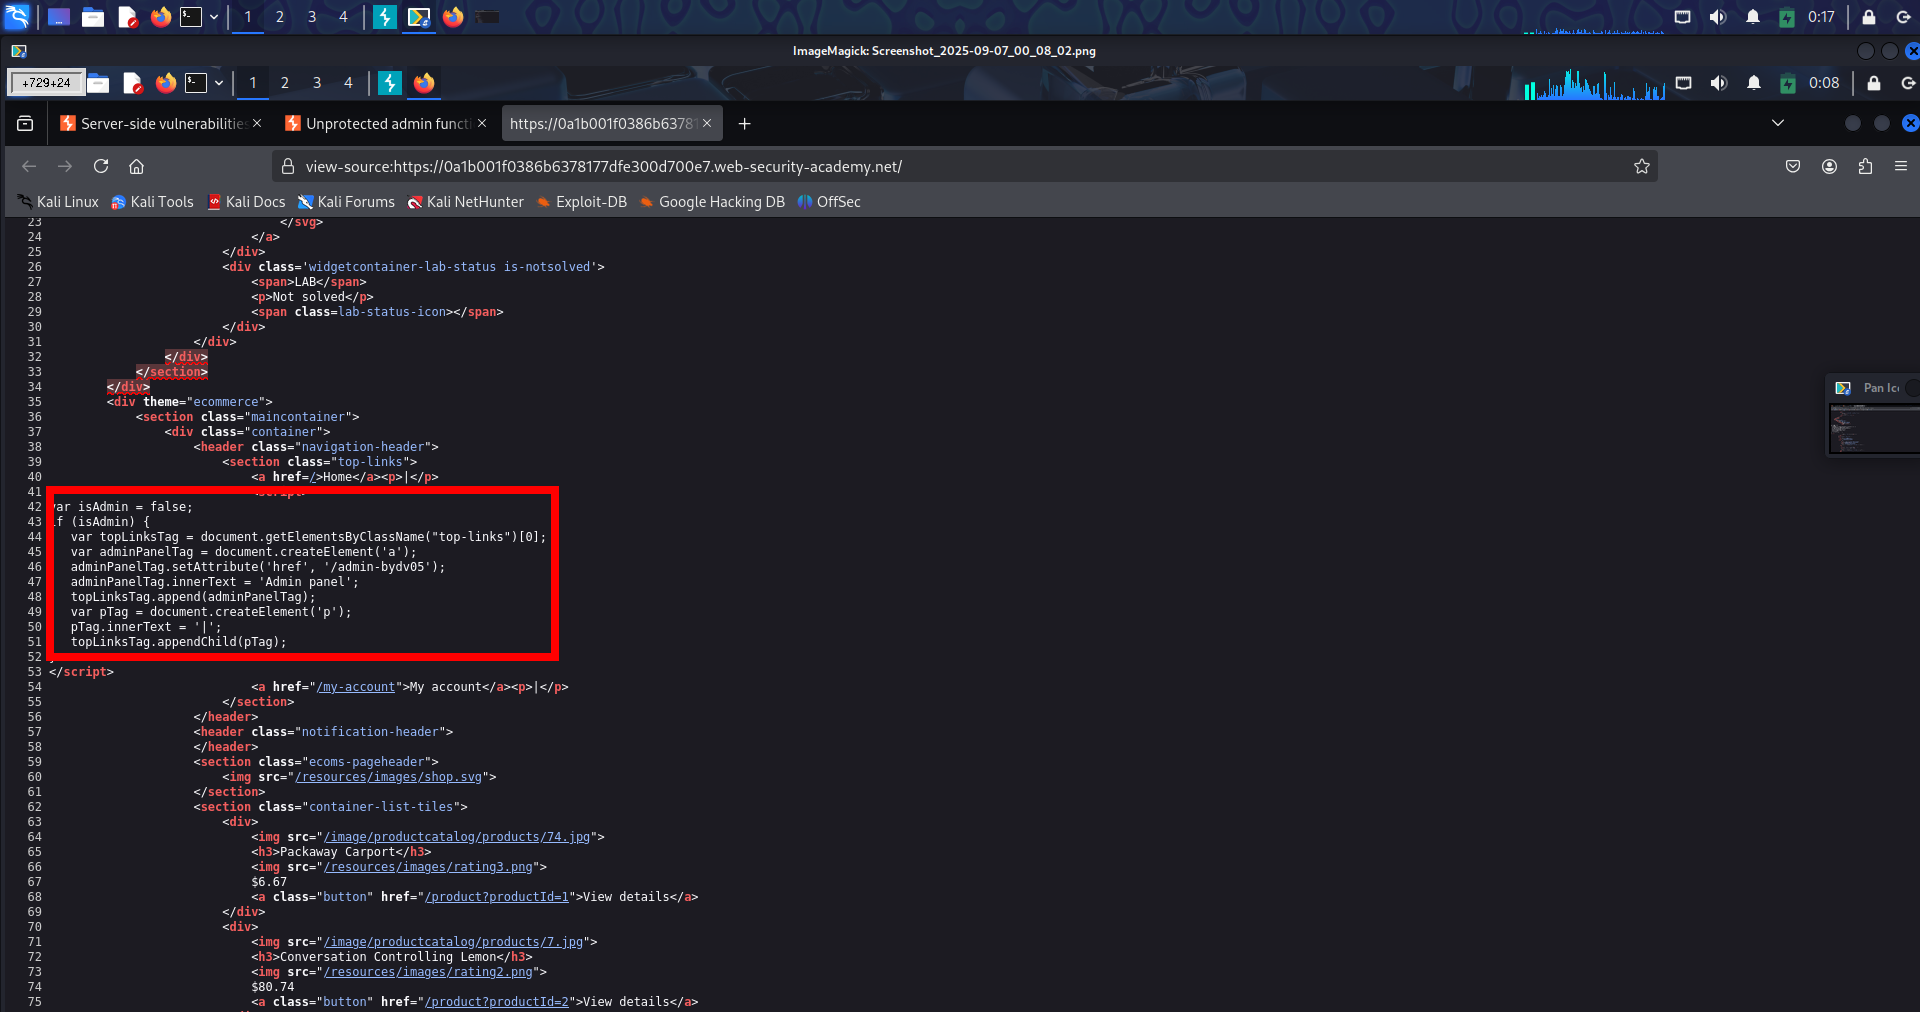 1 2 3 4 0:17
ImageMagick: Screenshot_2025-09-07_00_08_02.png
+729+24 1 2 3 4 0:08
Server-side vulnerabilities Unprotected admin functi https://0a1b001f0386b63781
view-source:https://0a1b001f0386b6378177dfe300d700e7.web-security-academy.net/
Kali Linux Kali Tools Kali Docs Kali Forums Kali NetHunter Exploit-DB Google Hacking DB OffSec
23 </svg>
24 </a>
25 </div>
26 <div class='widgetcontainer-lab-status is-notsolved'>
27 <span>LAB</span>
28 <p>Not solved</p>
29 <span class=lab-status-icon></span>
30 </div>
31 </div>
32 </div>
33 </section>
34 </div>
35 <div theme="ecommerce">
36 <section class="maincontainer">
37 <div class="container">
38 <header class="navigation-header">
39 <section class="top-links">
40 <a href=/>Home</a><p>|</p>
41 <script>
42 var isAdmin = false;
43 if (isAdmin) {
44 var topLinksTag = document.getElementsByClassName("top-links")[0];
45 var adminPanelTag = document.createElement('a');
46 adminPanelTag.setAttribute('href', '/admin-bydv05');
47 adminPanelTag.innerText = 'Admin panel';
48 topLinksTag.append(adminPanelTag);
49 var pTag = document.createElement('p');
50 pTag.innerText = '|';
51 topLinksTag.appendChild(pTag);
52
53 </script>
54 <a href="/my-account">My account</a><p>|</p>
55 </section>
56 </header>
57 <header class="notification-header">
58 </header>
59 <section class="ecoms-pageheader">
60 <img src="/resources/images/shop.svg">
61 </section>
62 <section class="container-list-tiles">
63 <div>
64 <img src="/image/productcatalog/products/74.jpg">
65 <h3>Packaway Carport</h3>
66 <img src="/resources/images/rating3.png">
67 $6.67
68 <a class="button" href="/product?productId=1">View details</a>
69 </div>
70 <div>
71 <img src="/image/productcatalog/products/7.jpg">
72 <h3>Conversation Controlling Lemon</h3>
73 <img src="/resources/images/rating2.png">
74 $80.74
75 <a class="button" href="/product?productId=2">View details</a>
Pan Ic